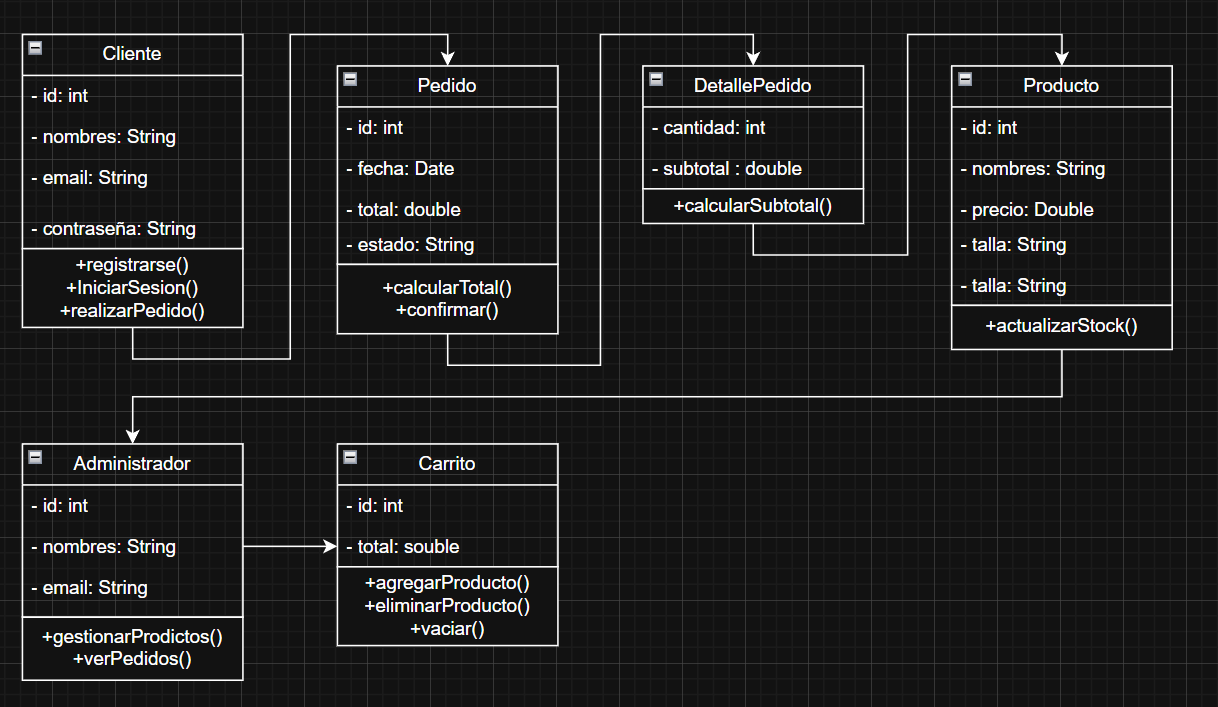 Cliente
- id: int
- nombres: String
- email: String
- contraseña: String
+registrarse()
+IniciarSesion()
+realizarPedido()
Pedido
- id: int
- fecha: Date
- total: double
- estado: String
+calcularTotal()
+confirmar()
DetallePedido
- cantidad: int
- subtotal : double
+calcularSubtotal()
Producto
- id: int
- nombres: String
- precio: Double
- talla: String
- talla: String
+actualizarStock()
Administrador
- id: int
- nombres: String
- email: String
+gestionarProdictos()
+verPedidos()
Carrito
- id: int
- total: souble
+agregarProducto()
+eliminarProducto()
+vaciar()